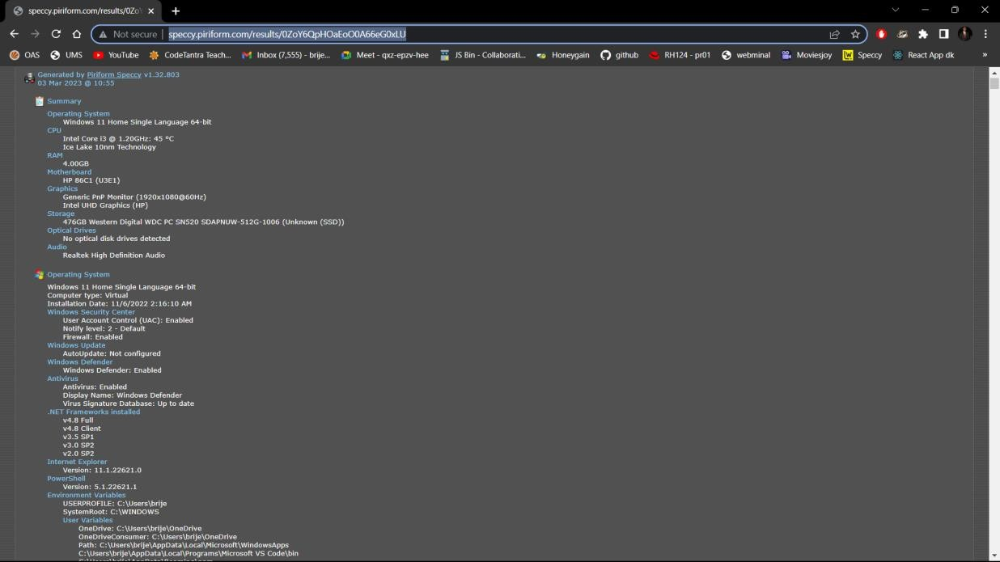 speccy.piriform.com/results/0Zo
Not secure
speccy.piriform.com/results/0ZoY6QpHOaEoO0A66eG0xLU
OAS
UMS
YouTube
CodeTantra Teach...
Inbox (7,555) - brije...
Meet - qxz-epzv-hee
JS Bin - Collaborati...
Honeygain
github
RH124 - pr01
webminal
Moviesjoy
Speccy
React App dk
»
Generated by Piriform Speccy v1.32.803
03 Mar 2023 @ 10:55
Summary
Operating System
Windows 11 Home Single Language 64-bit
CPU
Intel Core i3 @ 1.20GHz: 45 °C
Ice Lake 10nm Technology
RAM
4.00GB
Motherboard
HP 86C1 (U3E1)
Graphics
Generic PnP Monitor (1920x1080@60Hz)
Intel UHD Graphics (HP)
Storage
476GB Western Digital WDC PC SN520 SDAPNUW-512G-1006 (Unknown (SSD))
Optical Drives
No optical disk drives detected
Audio
Realtek High Definition Audio
Operating System
Windows 11 Home Single Language 64-bit
Computer type: Virtual
Installation Date: 11/6/2022 2:16:10 AM
Windows Security Center
User Account Control (UAC): Enabled
Notify level: 2 - Default
Firewall: Enabled
Windows Update
AutoUpdate: Not configured
Windows Defender
Windows Defender: Enabled
Antivirus
Antivirus: Enabled
Display Name: Windows Defender
Virus Signature Database: Up to date
.NET Frameworks installed
v4.8 Full
v4.8 Client
v3.5 SP1
v3.0 SP2
v2.0 SP2
Internet Explorer
Version: 11.1.22621.0
PowerShell
Version: 5.1.22621.1
Environment Variables
USERPROFILE: C:\Users\brije
SystemRoot: C:\WINDOWS
User Variables
OneDrive: C:\Users\brije\OneDrive
OneDriveConsumer: C:\Users\brije\OneDrive
Path: C:\Users\brije\AppData\Local\Microsoft\WindowsApps
C:\Users\brije\AppData\Local\Programs\Microsoft VS Code\bin